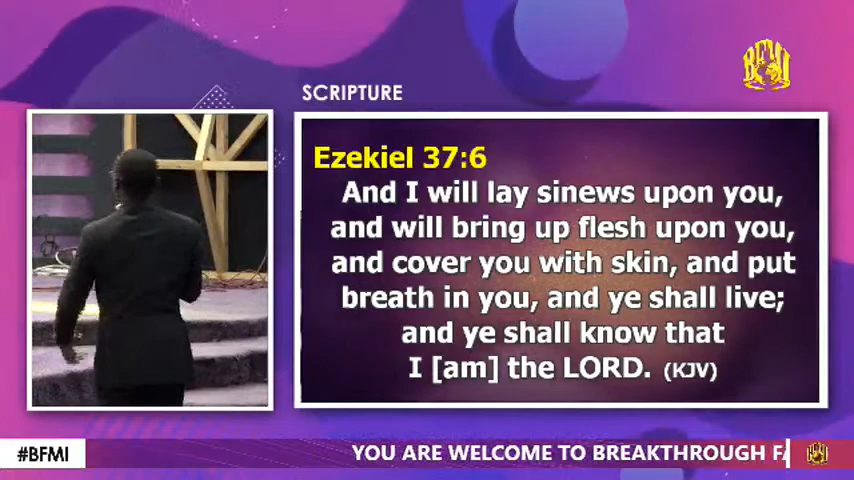 BFMI
SCRIPTURE
Ezekiel 37:6
And I will lay sinews upon you,
and will bring up flesh upon you,
and cover you with skin, and put
breath in you, and ye shall live;
and ye shall know that
I [am] the LORD. (KJV)
#BFMI
YOU ARE WELCOME TO BREAKTHROUGH